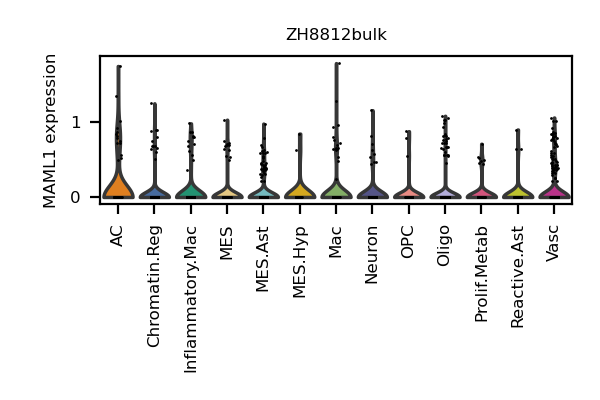 ZH8812bulk
MAML1 expression
1
0
AC
Chromatin.Reg
Inflammatory.Mac
MES
MES.Ast
MES.Hyp
Mac
Neuron
OPC
Oligo
Prolif.Metab
Reactive.Ast
Vasc